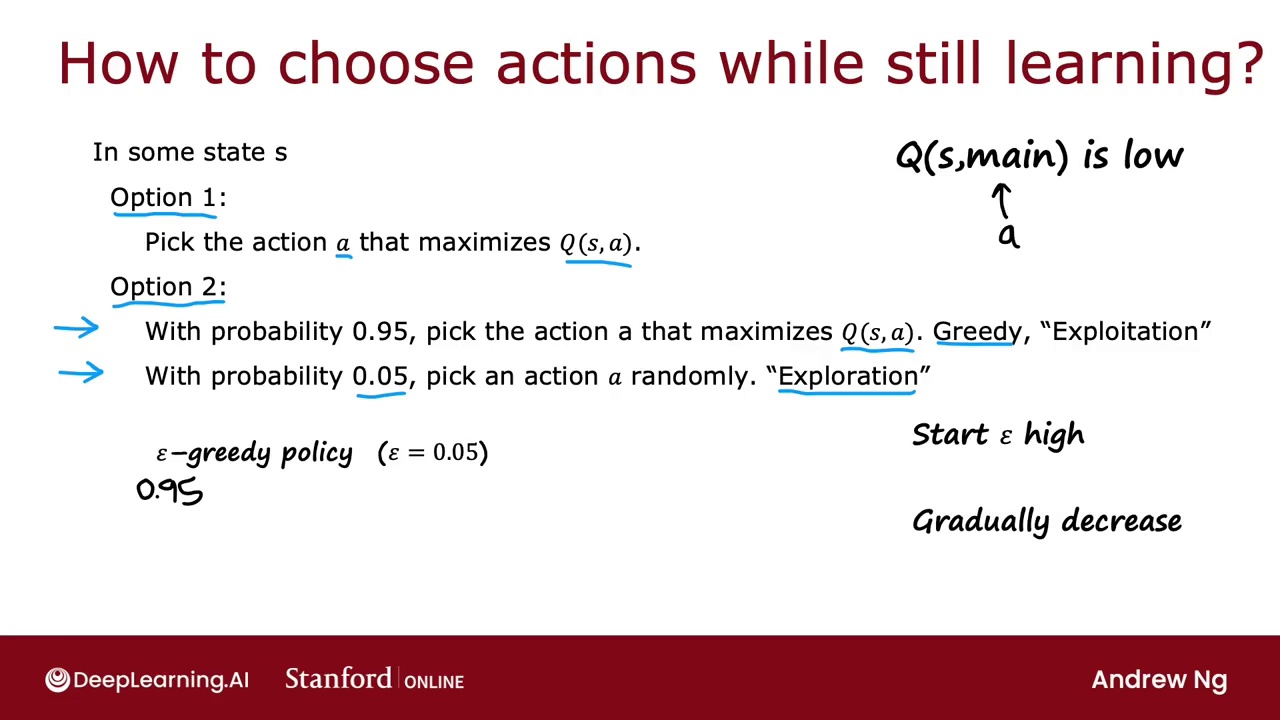 How to choose actions while still learning?
In some state s
Q(s,main) is low
a
Option 1:
Pick the action a that maximizes Q(s, a).
Option 2:
With probability 0.95, pick the action a that maximizes Q(s, a). Greedy, “Exploitation”
With probability 0.05, pick an action a randomly. “Exploration”
ε-greedy policy (ε = 0.05)
0.95
Start ε high
Gradually decrease
DeepLearning.AI
Stanford | ONLINE
Andrew Ng